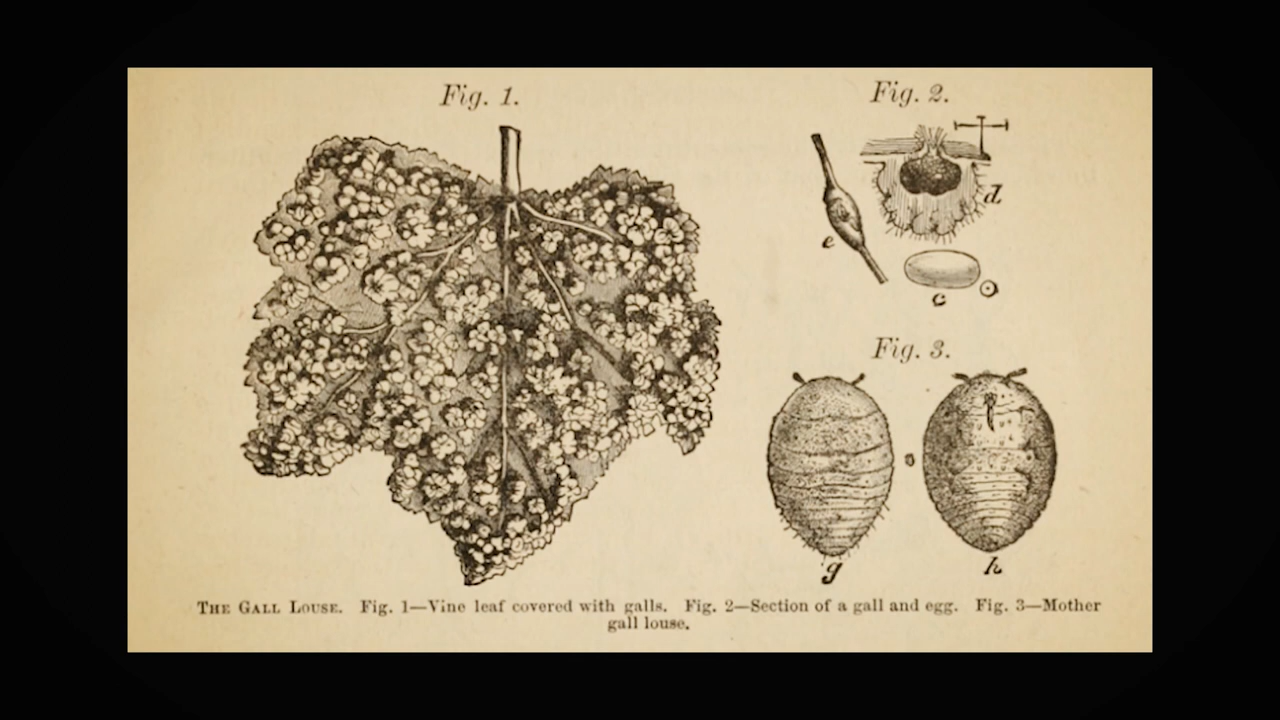 Fig. 1.
Fig. 2.
e
d
c
Fig. 3.
g
h
THE GALL LOUSE. Fig. 1—Vine leaf covered with galls. Fig. 2—Section of a gall and egg. Fig. 3—Mother
gall louse.